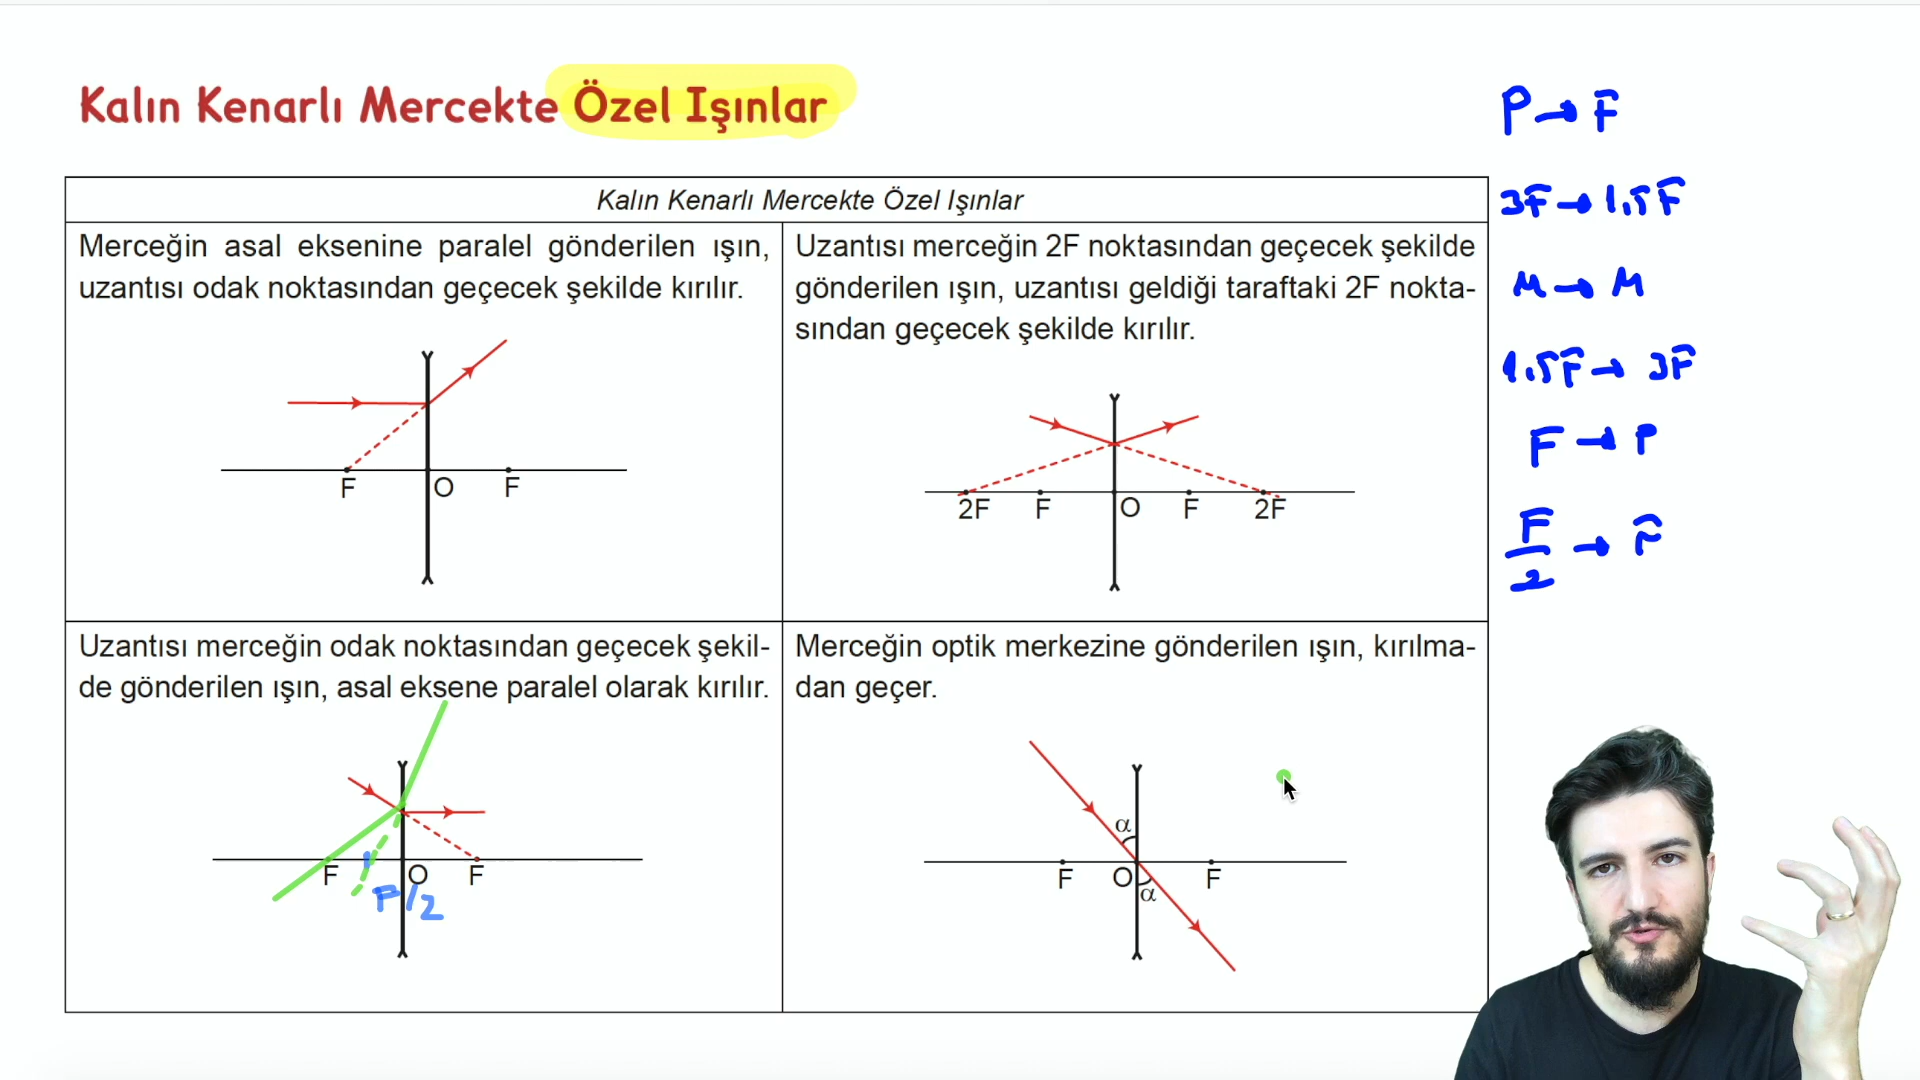 Kalın Kenarlı Mercekte Özel Işınlar
Kalın Kenarlı Mercekte Özel Işınlar
Merceğin asal eksenine paralel gönderilen ışın,
uzantısı odak noktasından geçecek şekilde kırılır.
F O F
Uzantısı merceğin 2F noktasından geçecek şekilde
gönderilen ışın, uzantısı geldiği taraftaki 2F nokta-
sından geçecek şekilde kırılır.
2F F O F 2F
Uzantısı merceğin odak noktasından geçecek şekil-
de gönderilen ışın, asal eksene paralel olarak kırılır.
F O F
F/2
Merceğin optik merkezine gönderilen ışın, kırılma-
dan geçer.
α
F O F
α
P → F
3F → 1,5F
M → M
1,5F → 3F
F → P
F/2 → F